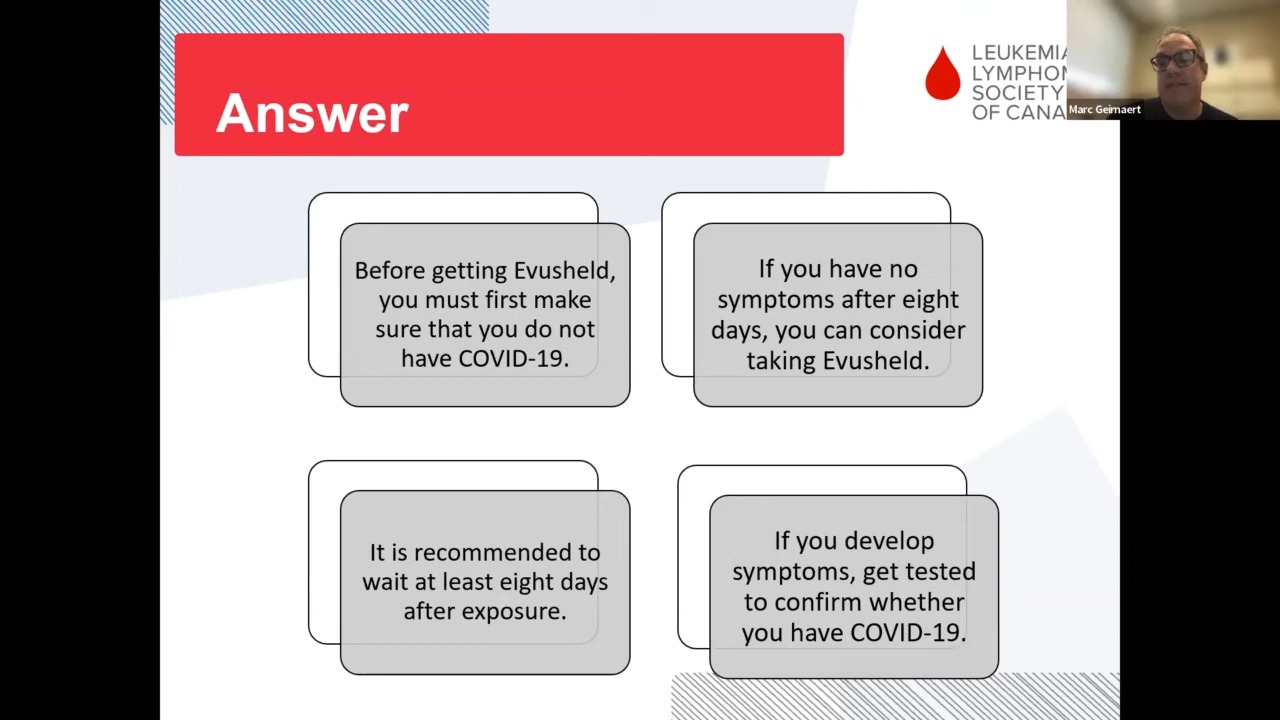 Answer
LEUKEMIA
LYMPHOM
SOCIETY
OF CANA
Marc Geirnaert
Before getting Evusheld,
you must first make
sure that you do not
have COVID-19.
If you have no
symptoms after eight
days, you can consider
taking Evusheld.
It is recommended to
wait at least eight days
after exposure.
If you develop
symptoms, get tested
to confirm whether
you have COVID-19.